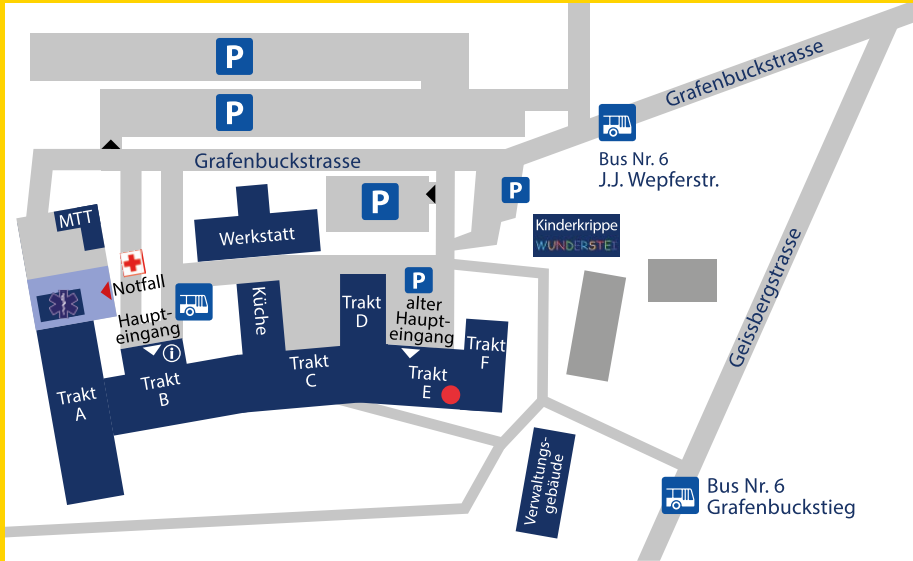 P
P
Grafenbuckstrasse
Bus Nr. 6
J.J. Wepferstr.
Grafenbuckstrasse
P
P
MTT
Werkstatt
Kinderkrippe
WUNDERSTEI
Geissbergstrasse
Notfall
Haupt-
eingang
i
Küche
Trakt
D
P
alter
Haupt-
eingang
Trakt
F
Trakt
A
Trakt
B
Trakt
C
Trakt
E
Verwaltungs-
gebäude
Bus Nr. 6
Grafenbuckstieg